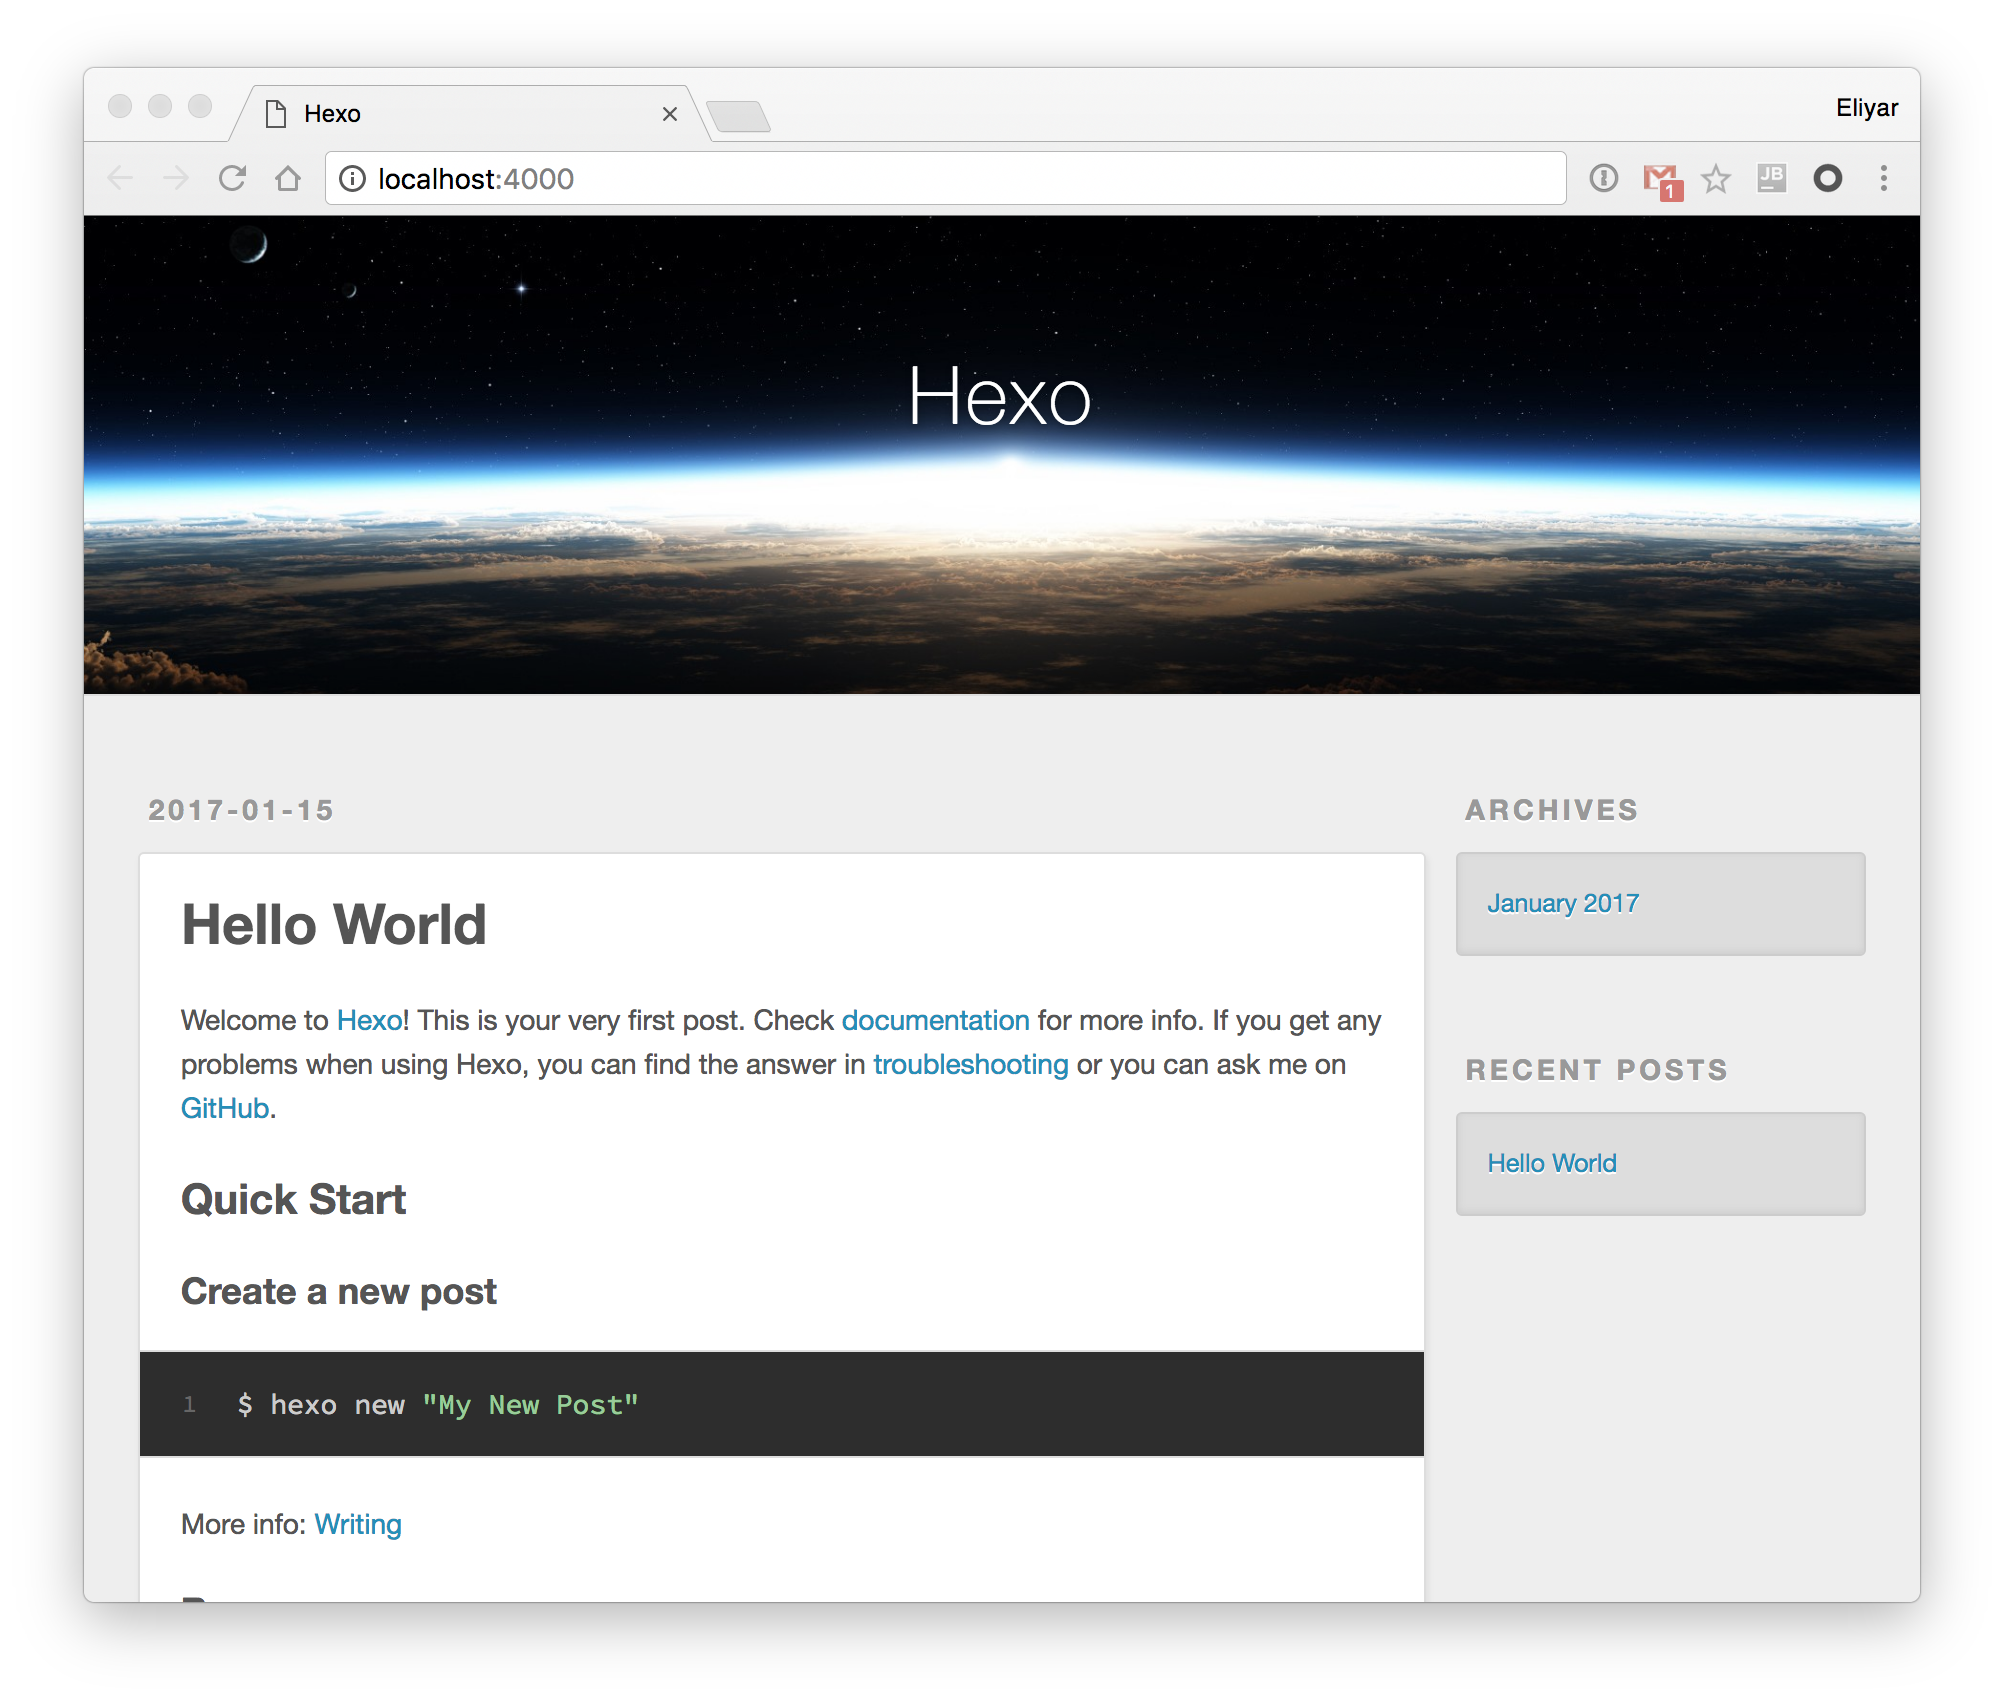 Hexo
Eliyar
localhost:4000
1
JB
Hexo
2017-01-15
Hello World
Welcome to Hexo! This is your very first post. Check documentation for more info. If you get any
problems when using Hexo, you can find the answer in troubleshooting or you can ask me on
GitHub.
Quick Start
Create a new post
1 $ hexo new "My New Post"
More info: Writing
ARCHIVES
January 2017
RECENT POSTS
Hello World